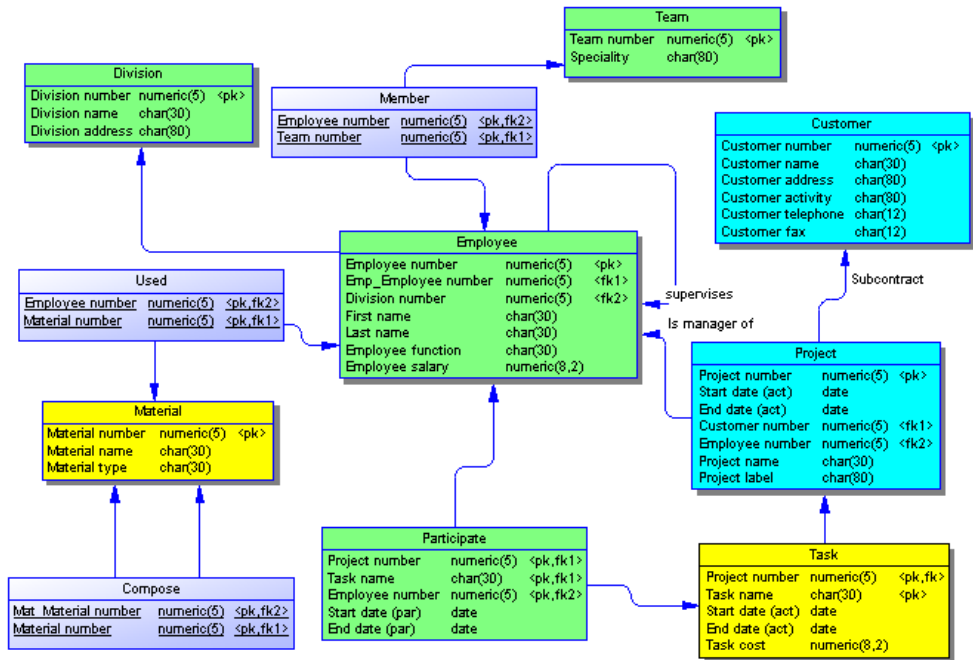 Team
Team number numeric(5) <pk>
Speciality char(80)
Division
Division number numeric(5) <pk>
Division name char(30)
Division address char(80)
Member
Employee number numeric(5) <pk,fk2>
Team number numeric(5) <pk,fk1>
Customer
Customer number numeric(5) <pk>
Customer name char(30)
Customer address char(80)
Customer activity char(80)
Customer telephone char(12)
Customer fax char(12)
Employee
Employee number numeric(5) <pk>
Emp_Employee number numeric(5) <fk1>
Division number numeric(5) <fk2>
First name char(30)
Last name char(30)
Employee function char(30)
Employee salary numeric(8,2)
Used
Employee number numeric(5) <pk,fk2>
Material number numeric(5) <pk,fk1>
supervises
Subcontract
Is manager of
Project
Project number numeric(5) <pk>
Start date (act) date
End date (act) date
Customer number numeric(5) <fk1>
Employee number numeric(5) <fk2>
Project name char(30)
Project label char(80)
Material
Material number numeric(5) <pk>
Material name char(30)
Material type char(30)
Participate
Project number numeric(5) <pk,fk1>
Task name char(30) <pk,fk1>
Employee number numeric(5) <pk,fk2>
Start date (par) date
End date (par) date
Task
Project number numeric(5) <pk,fk>
Task name char(30) <pk>
Start date (act) date
End date (act) date
Task cost numeric(8,2)
Compose
Mat_Material number numeric(5) <pk,fk2>
Material number numeric(5) <pk,fk1>